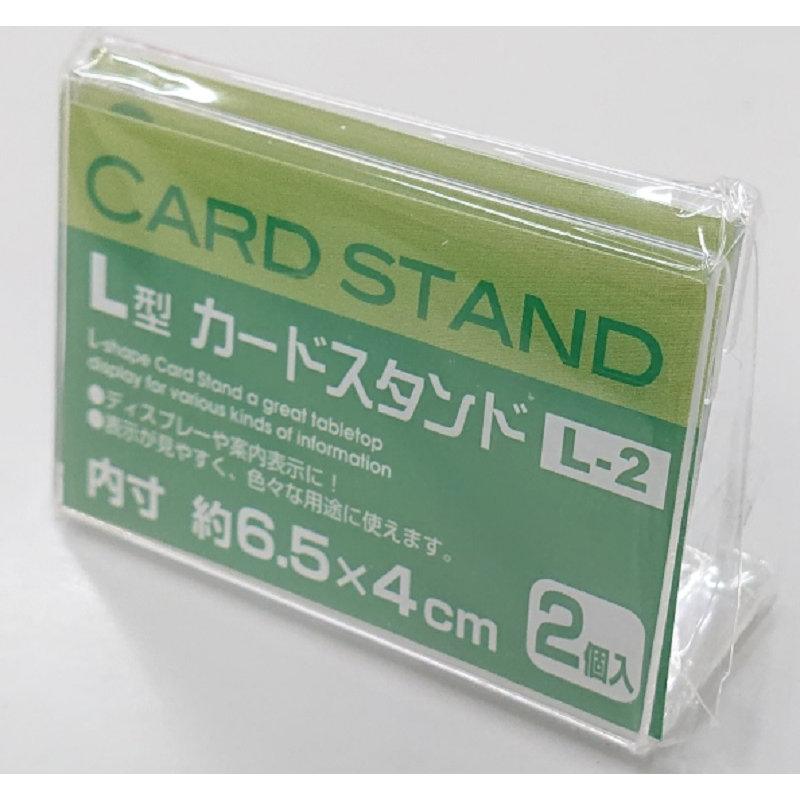 CARD STAND
L型 カードスタンド L-2
L-shape Card Stand a great tabletop
display for various kinds of information
●ディスプレーや案内表示に！
●表示が見やすく、色々な用途に使えます。
内寸 約6.5×4cm
2個入